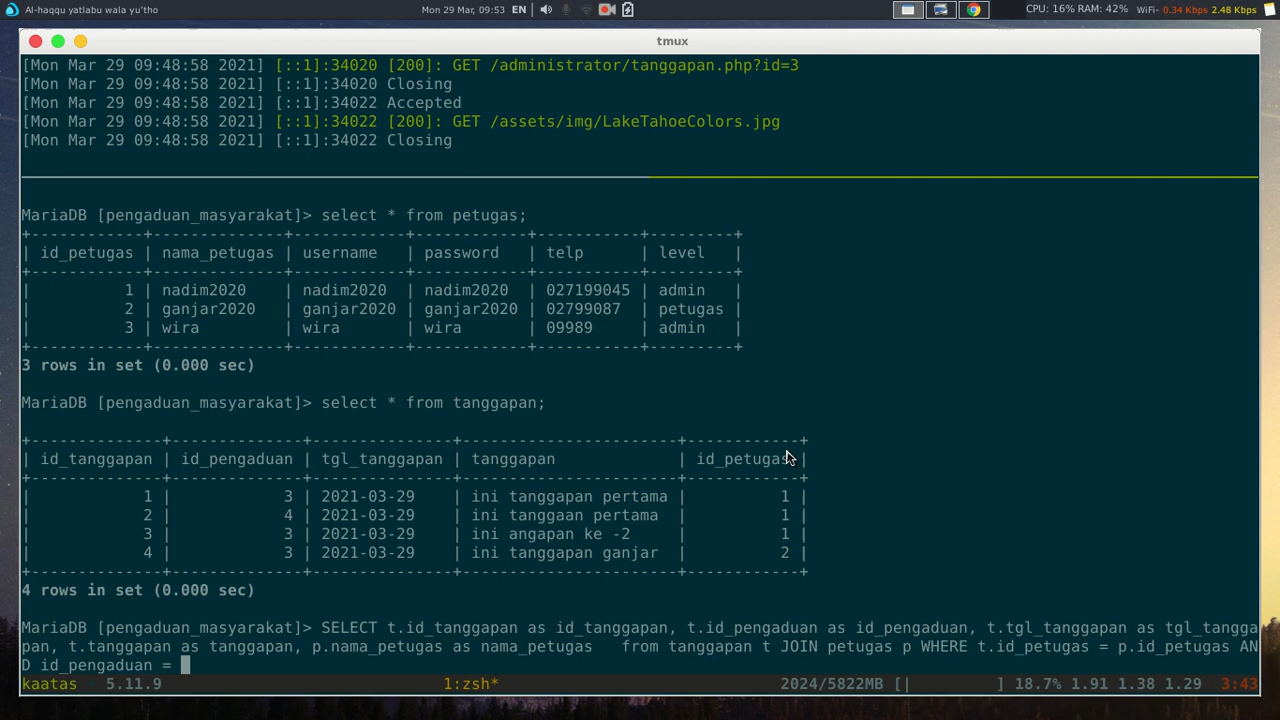 Al-haqqu yatlabu wala yu'tho Mon 29 Mar, 09:53 EN CPU: 16% RAM: 42% WiFi- 0.34 Kbps 2.48 Kbps
tmux
[Mon Mar 29 09:48:58 2021] [::1]:34020 [200]: GET /administrator/tanggapan.php?id=3
[Mon Mar 29 09:48:58 2021] [::1]:34020 Closing
[Mon Mar 29 09:48:58 2021] [::1]:34022 Accepted
[Mon Mar 29 09:48:58 2021] [::1]:34022 [200]: GET /assets/img/LakeTahoeColors.jpg
[Mon Mar 29 09:48:58 2021] [::1]:34022 Closing
MariaDB [pengaduan_masyarakat]> select * from petugas;
+------------+--------------+------------+------------+-----------+---------+
| id_petugas | nama_petugas | username   | password   | telp      | level   |
+------------+--------------+------------+------------+-----------+---------+
|          1 | nadim2020    | nadim2020  | nadim2020  | 027199045 | admin   |
|          2 | ganjar2020   | ganjar2020 | ganjar2020 | 02799087  | petugas |
|          3 | wira         | wira       | wira       | 09989     | admin   |
+------------+--------------+------------+------------+-----------+---------+
3 rows in set (0.000 sec)
MariaDB [pengaduan_masyarakat]> select * from tanggapan;
+--------------+--------------+---------------+-----------------------+------------+
| id_tanggapan | id_pengaduan | tgl_tanggapan | tanggapan             | id_petugas |
+--------------+--------------+---------------+-----------------------+------------+
|            1 |            3 | 2021-03-29    | ini tanggapan pertama |          1 |
|            2 |            4 | 2021-03-29    | ini tanggaan pertama  |          1 |
|            3 |            3 | 2021-03-29    | ini angapan ke -2     |          1 |
|            4 |            3 | 2021-03-29    | ini tanggapan ganjar  |          2 |
+--------------+--------------+---------------+-----------------------+------------+
4 rows in set (0.000 sec)
MariaDB [pengaduan_masyarakat]> SELECT t.id_tanggapan as id_tanggapan, t.id_pengaduan as id_pengaduan, t.tgl_tanggapan as tgl_tangga
pan, t.tanggapan as tanggapan, p.nama_petugas as nama_petugas   from tanggapan t JOIN petugas p WHERE t.id_petugas = p.id_petugas AN
D id_pengaduan =
kaatas - 5.11.9 1:zsh* 2024/5822MB [| ] 18.7% 1.91 1.38 1.29 3:43